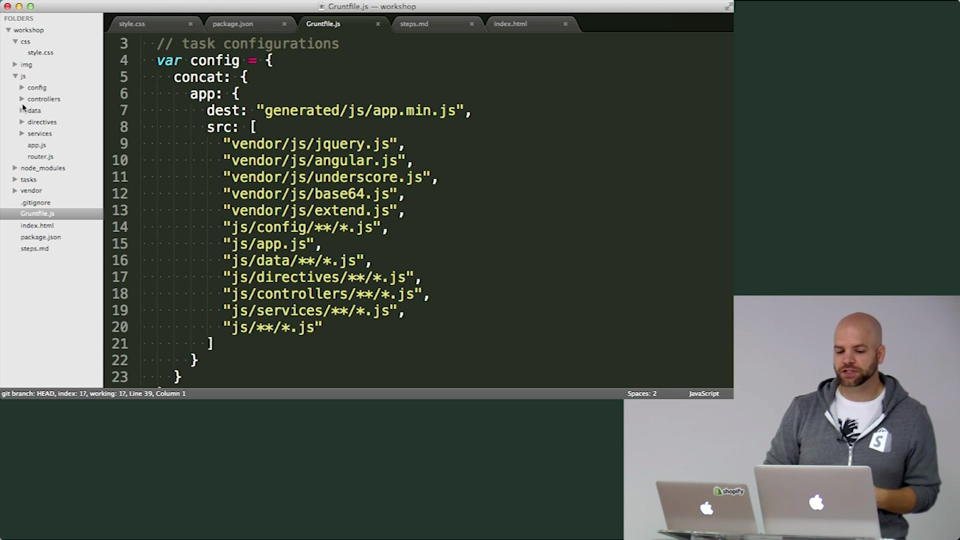 Gruntfile.js — workshop
FOLDERS
workshop
css
style.css
img
js
config
controllers
data
directives
services
app.js
router.js
node_modules
tasks
vendor
.gitignore
Gruntfile.js
index.html
package.json
steps.md
style.css × package.json × Gruntfile.js × steps.md × index.html ×
3 // task configurations
4 var config = {
5 concat: {
6 app: {
7 dest: "generated/js/app.min.js",
8 src: [
9 "vendor/js/jquery.js",
10 "vendor/js/angular.js",
11 "vendor/js/underscore.js",
12 "vendor/js/base64.js",
13 "vendor/js/extend.js",
14 "js/config/**/*.js",
15 "js/app.js",
16 "js/data/**/*.js",
17 "js/directives/**/*.js",
18 "js/controllers/**/*.js",
19 "js/services/**/*.js",
20 "js/**/*.js"
21 ]
22 }
23 }
git branch: HEAD, index: 17, working: 17, Line 39, Column 1 Spaces: 2 JavaScript
shopify